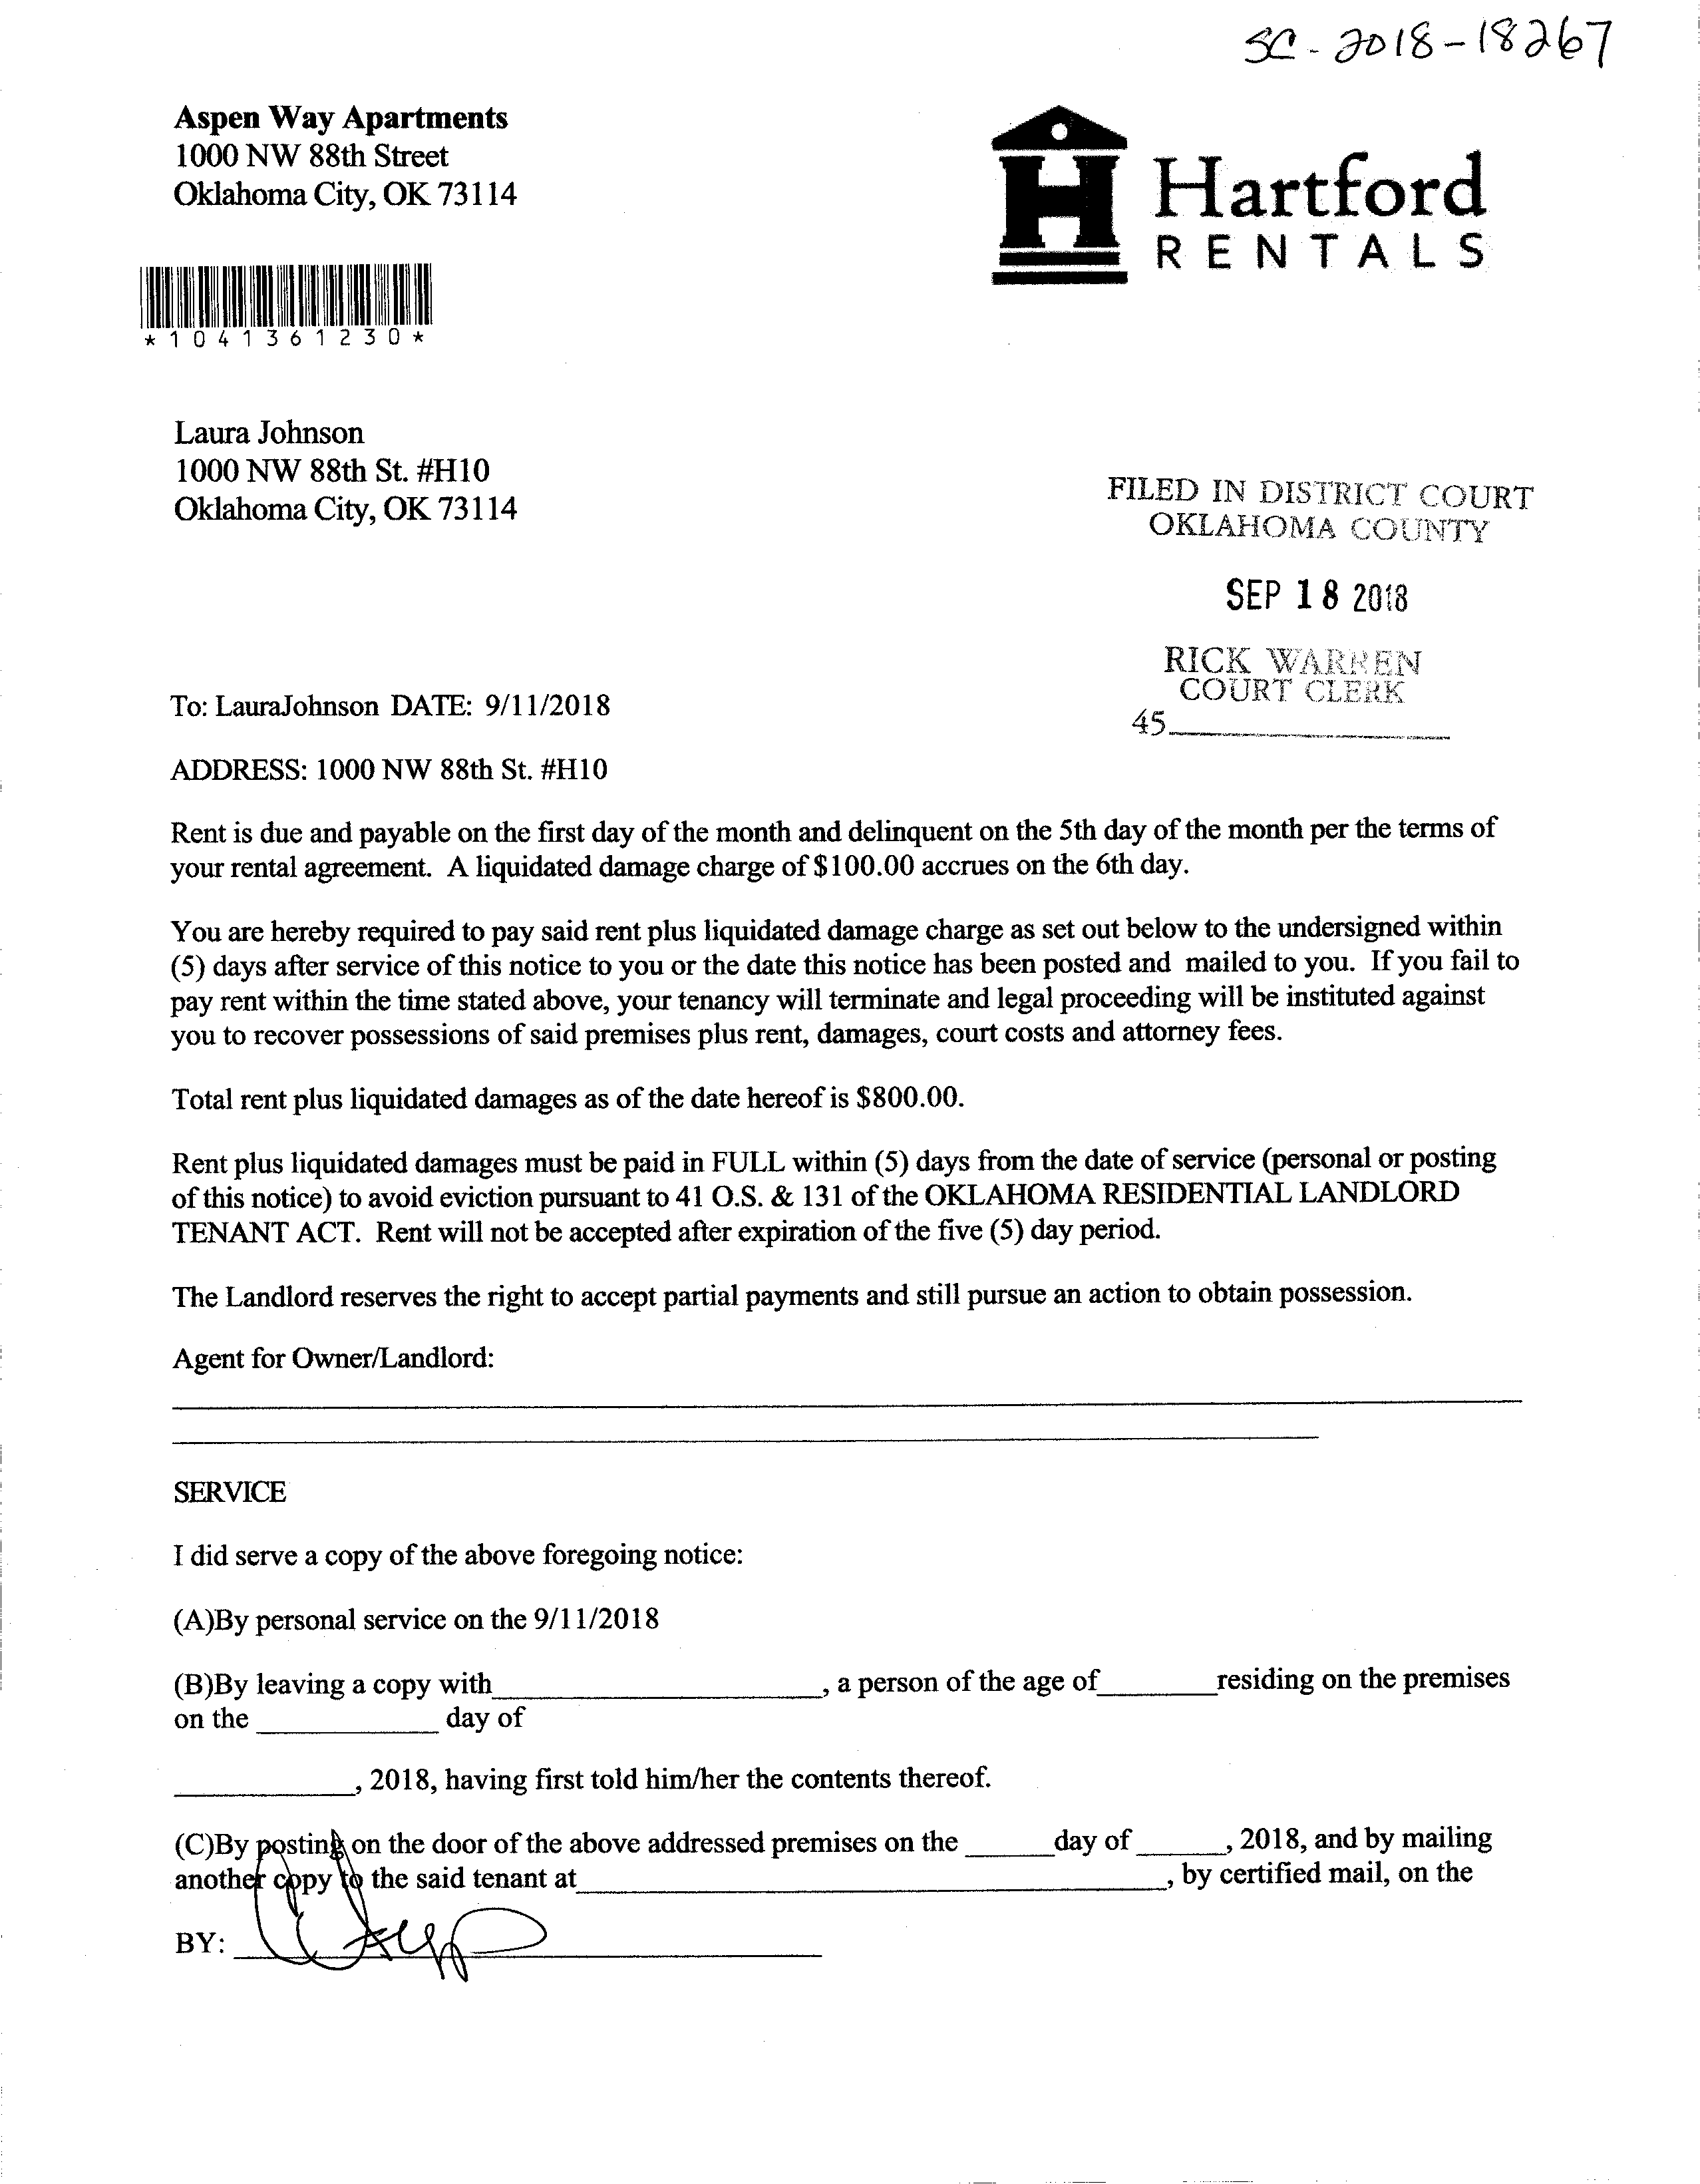 SC-2018-18267
Aspen Way Apartments
1000 NW 88th Street
Oklahoma City, OK 73114
Hartford
RENTALS
*1041361230*
Laura Johnson
1000 NW 88th St. #H10
Oklahoma City, OK 73114
FILED IN DISTRICT COURT
OKLAHOMA COUNTY
SEP 18 2018
RICK WARREN
COURT CLERK
45
To: LauraJohnson DATE: 9/11/2018
ADDRESS: 1000 NW 88th St. #H10
Rent is due and payable on the first day of the month and delinquent on the 5th day of the month per the terms of
your rental agreement. A liquidated damage charge of $100.00 accrues on the 6th day.
You are hereby required to pay said rent plus liquidated damage charge as set out below to the undersigned within
(5) days after service of this notice to you or the date this notice has been posted and mailed to you. If you fail to
pay rent within the time stated above, your tenancy will terminate and legal proceeding will be instituted against
you to recover possessions of said premises plus rent, damages, court costs and attorney fees.
Total rent plus liquidated damages as of the date hereof is $800.00.
Rent plus liquidated damages must be paid in FULL within (5) days from the date of service (personal or posting
of this notice) to avoid eviction pursuant to 41 O.S. & 131 of the OKLAHOMA RESIDENTIAL LANDLORD
TENANT ACT. Rent will not be accepted after expiration of the five (5) day period.
The Landlord reserves the right to accept partial payments and still pursue an action to obtain possession.
Agent for Owner/Landlord:
SERVICE
I did serve a copy of the above foregoing notice:
(A)By personal service on the 9/11/2018
(B)By leaving a copy with__________, a person of the age of______residing on the premises
on the ________ day of
________, 2018, having first told him/her the contents thereof.
(C)By posting on the door of the above addressed premises on the _____day of _____, 2018, and by mailing
another copy to the said tenant at____________________, by certified mail, on the
BY: